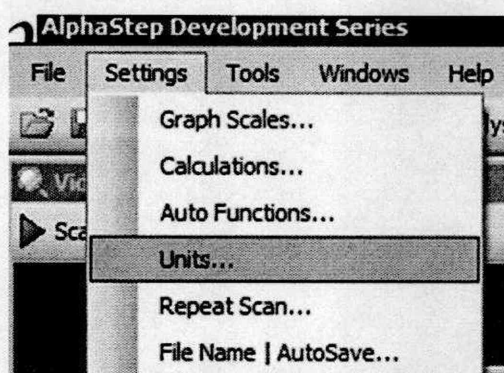 AlphaStep Development Series
File Settings Tools Windows Help
Graph Scales...
Calculations...
Auto Functions...
Units...
Repeat Scan...
File Name | AutoSave...